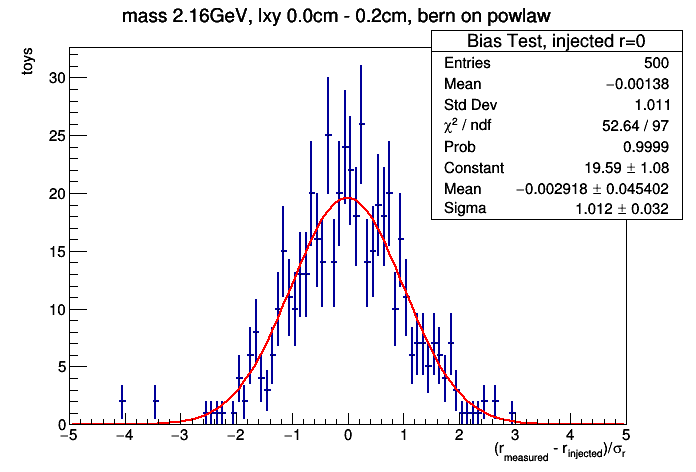 mass 2.16GeV, lxy 0.0cm - 0.2cm, bern on powlaw
toys
Bias Test, injected r=0
Entries 500
Mean −0.00138
Std Dev 1.011
χ² / ndf 52.64 / 97
Prob 0.9999
Constant 19.59 ± 1.08
Mean −0.002918 ± 0.045402
Sigma 1.012 ± 0.032
30
25
20
15
10
5
0
−5 −4 −3 −2 −1 0 1 2 3 4 5
(r_measured - r_injected)/σ_r